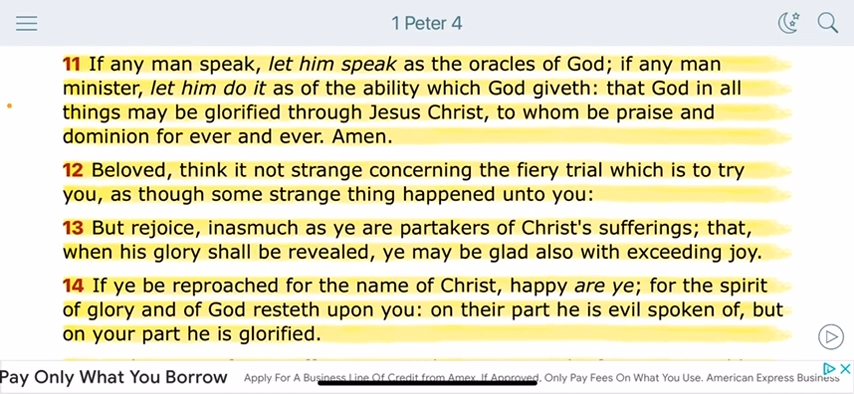 1 Peter 4
11 If any man speak, let him speak as the oracles of God; if any man
minister, let him do it as of the ability which God giveth: that God in all
things may be glorified through Jesus Christ, to whom be praise and
dominion for ever and ever. Amen.
12 Beloved, think it not strange concerning the fiery trial which is to try
you, as though some strange thing happened unto you:
13 But rejoice, inasmuch as ye are partakers of Christ's sufferings; that,
when his glory shall be revealed, ye may be glad also with exceeding joy.
14 If ye be reproached for the name of Christ, happy are ye; for the spirit
of glory and of God resteth upon you: on their part he is evil spoken of, but
on your part he is glorified.
Pay Only What You Borrow Apply For A Business Line Of Credit from Amex. If Approved, Only Pay Fees On What You Use. American Express Business